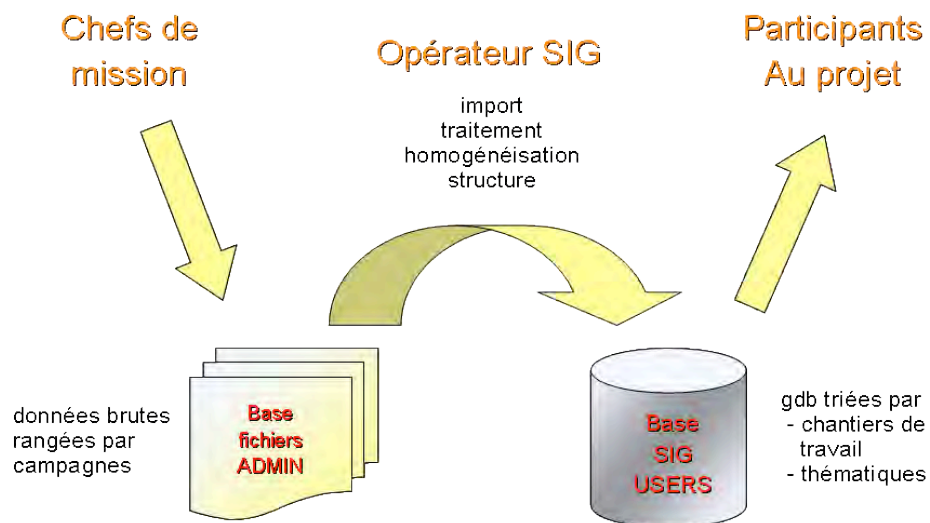 Chefs de
mission
Opérateur SIG
import
traitement
homogénéisation
structure
Participants
Au projet
données brutes
rangées par
campagnes
Base
fichiers
ADMIN
Base
SIG
USERS
gdb triées par
- chantiers de
travail
- thématiques